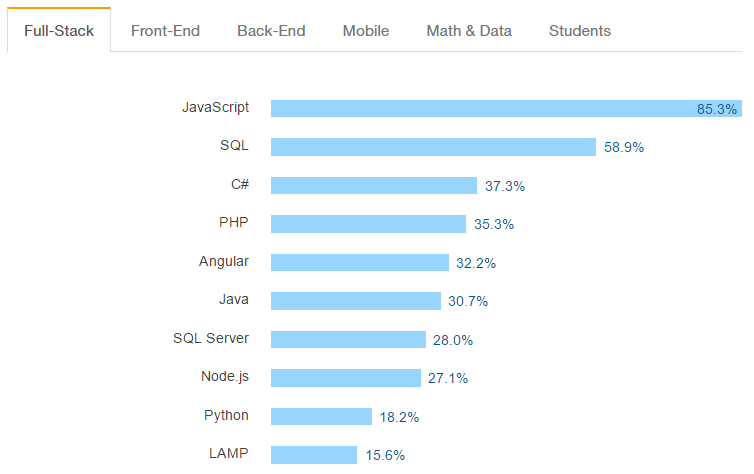 Full-Stack Front-End Back-End Mobile Math & Data Students
JavaScript 85.3%
SQL 58.9%
C# 37.3%
PHP 35.3%
Angular 32.2%
Java 30.7%
SQL Server 28.0%
Node.js 27.1%
Python 18.2%
LAMP 15.6%